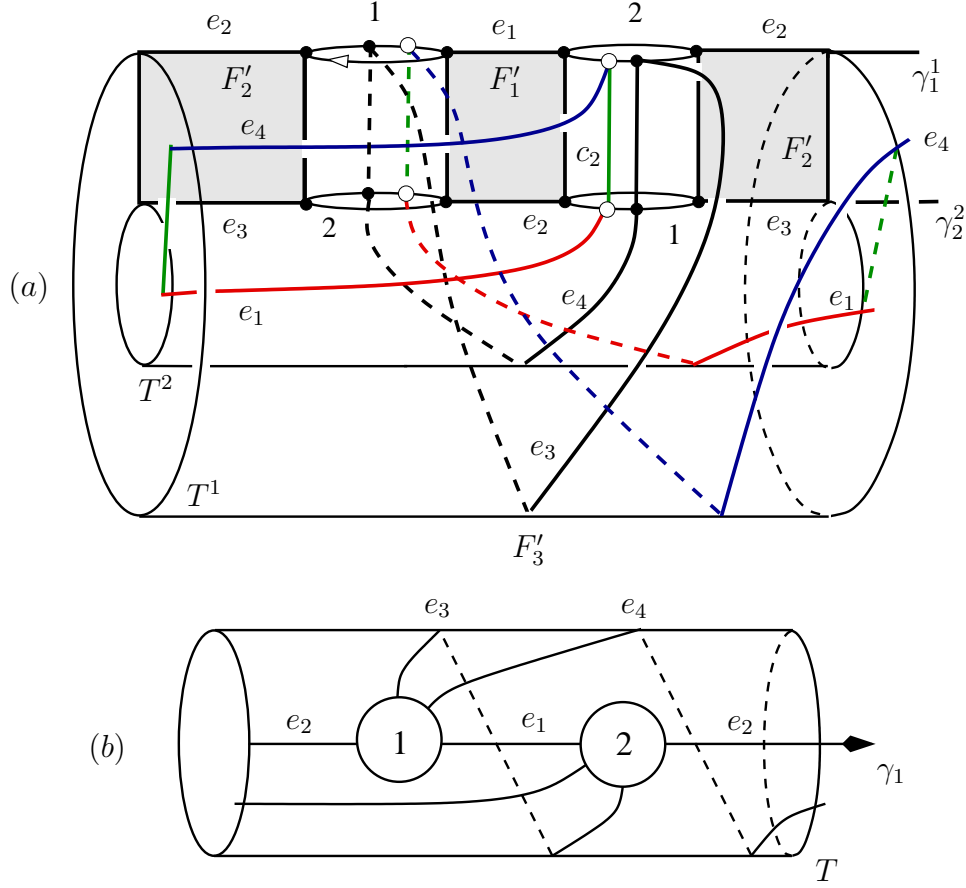 e₂ 1 e₁ 2 e₂
F′₂ F′₁ γ₁¹
e₄ c₂ F′₂ e₄
e₃ 2 e₂ 1 e₃ γ₂²
(a)
e₁ e₄ e₁
T²
e₃
T¹
F′₃
e₃ e₄
e₂ e₁ e₂
(b) 1 2
γ₁
T